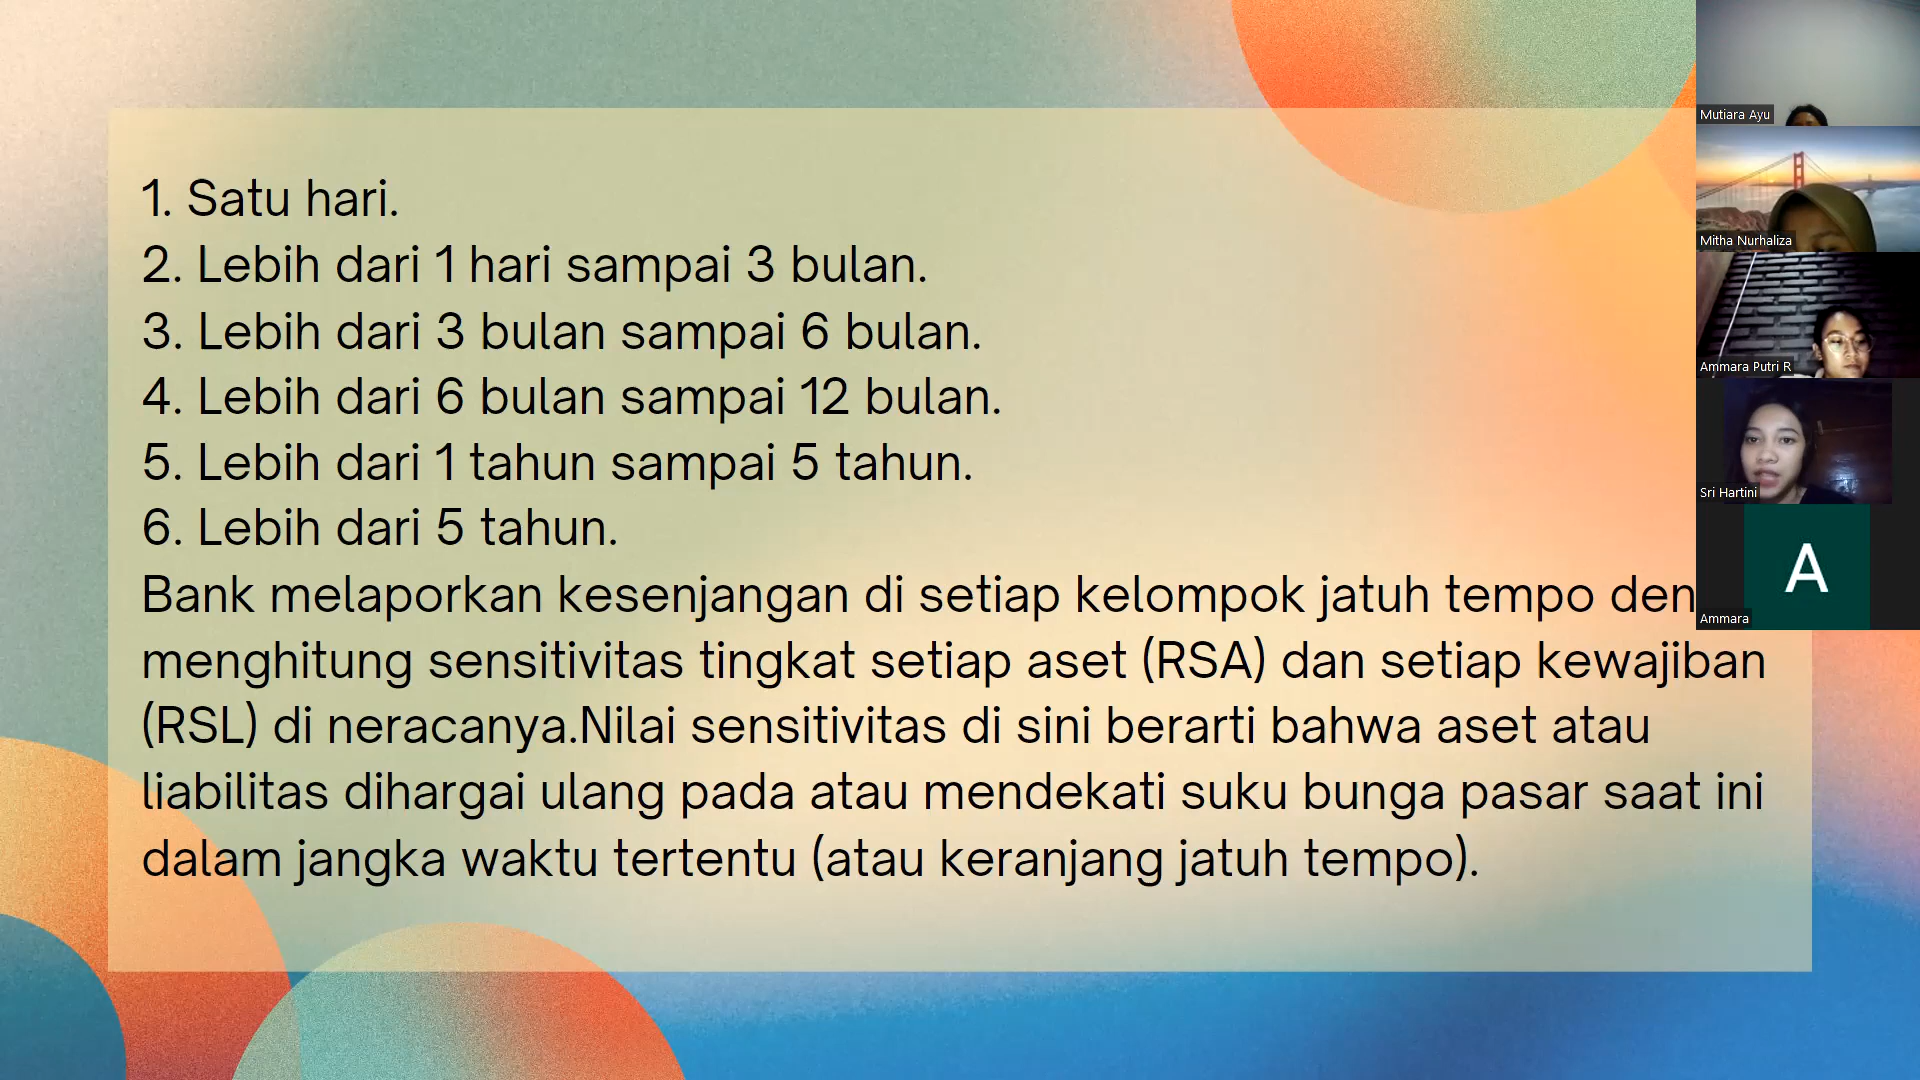 1. Satu hari.
2. Lebih dari 1 hari sampai 3 bulan.
3. Lebih dari 3 bulan sampai 6 bulan.
4. Lebih dari 6 bulan sampai 12 bulan.
5. Lebih dari 1 tahun sampai 5 tahun.
6. Lebih dari 5 tahun.
Bank melaporkan kesenjangan di setiap kelompok jatuh tempo den
menghitung sensitivitas tingkat setiap aset (RSA) dan setiap kewajiban
(RSL) di neracanya.Nilai sensitivitas di sini berarti bahwa aset atau
liabilitas dihargai ulang pada atau mendekati suku bunga pasar saat ini
dalam jangka waktu tertentu (atau keranjang jatuh tempo).
Mutiara Ayu
Mitha Nurhaliza
Ammara Putri R
Sri Hartini
A
Ammara